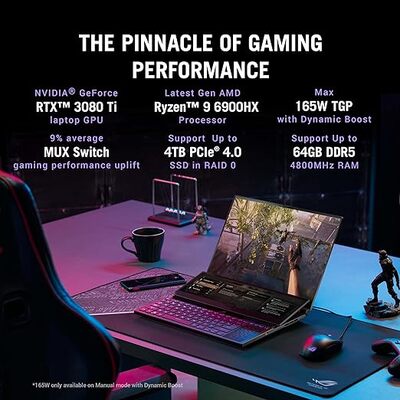 THE PINNACLE OF GAMING
PERFORMANCE
NVIDIA® GeForce
RTX™ 3080 Ti
laptop GPU
Latest Gen AMD
Ryzen™ 9 6900HX
Processor
Max
165W TGP
with Dynamic Boost
9% average
MUX Switch
gaming performance uplift
Support Up to
4TB PCIe® 4.0
SSD in RAID 0
Support Up to
64GB DDR5
4800MHz RAM
*165W only available on Manual mode with Dynamic Boost